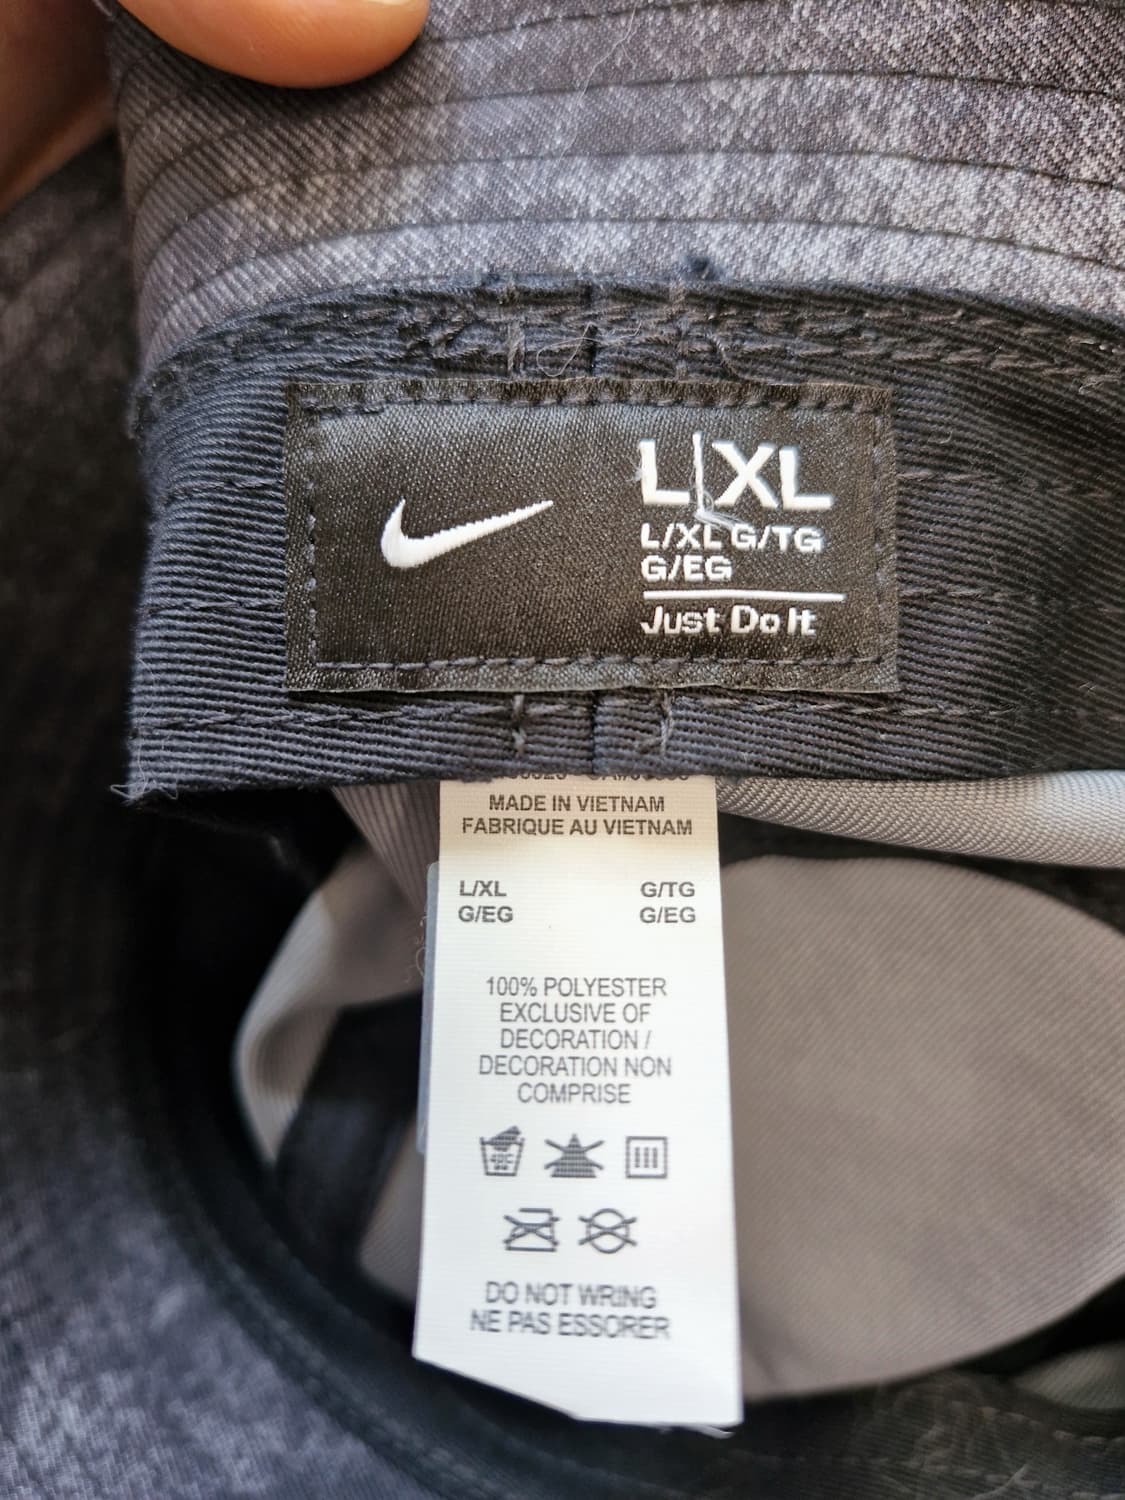 L|XL
L/XL G/TG
G/EG
Just Do It
MADE IN VIETNAM
FABRIQUE AU VIETNAM
L/XL G/TG
G/EG G/EG
100% POLYESTER
EXCLUSIVE OF
DECORATION /
DECORATION NON
COMPRISE
DO NOT WRING
NE PAS ESSORER